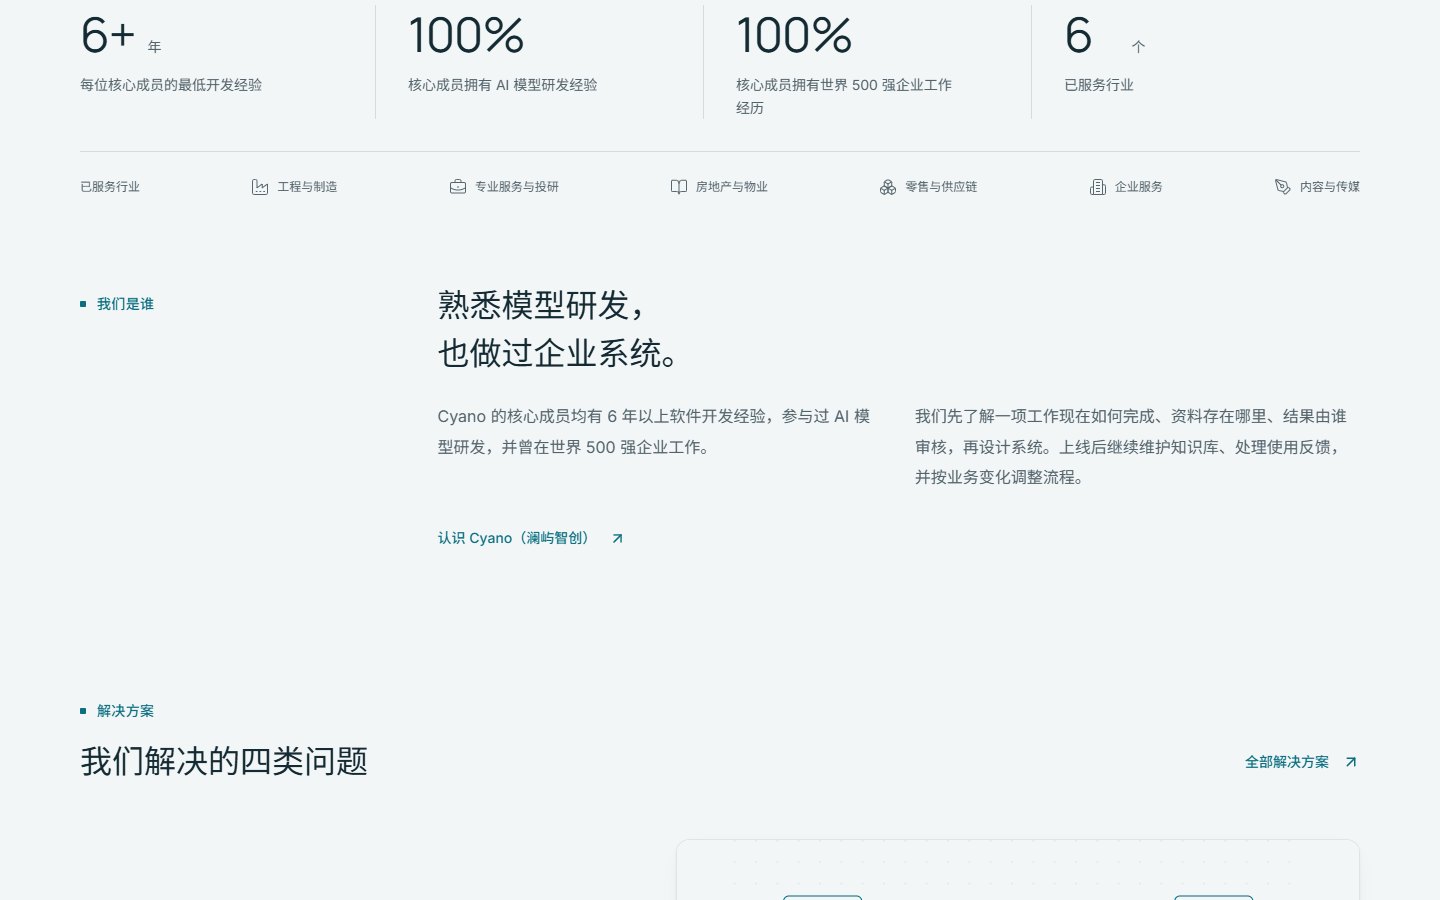 6+ 年
每位核心成员的最低开发经验
100%
核心成员拥有 AI 模型研发经验
100%
核心成员拥有世界 500 强企业工作
经历
6 个
已服务行业
已服务行业
工程与制造
专业服务与投研
房地产与物业
零售与供应链
企业服务
内容与传媒
我们是谁
熟悉模型研发，
也做过企业系统。
Cyano 的核心成员均有 6 年以上软件开发经验，参与过 AI 模
型研发，并曾在世界 500 强企业工作。
我们先了解一项工作现在如何完成、资料存在哪里、结果由谁
审核，再设计系统。上线后继续维护知识库、处理使用反馈，
并按业务变化调整流程。
认识 Cyano（澜屿智创）
解决方案
我们解决的四类问题
全部解决方案